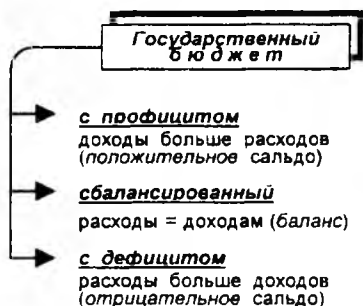 Государственный
бюджет
с профицитом
доходы больше расходов
(положительное сальдо)
сбалансированный
расходы = доходам (баланс)
с дефицитом
расходы больше доходов
(отрицательное сальдо)